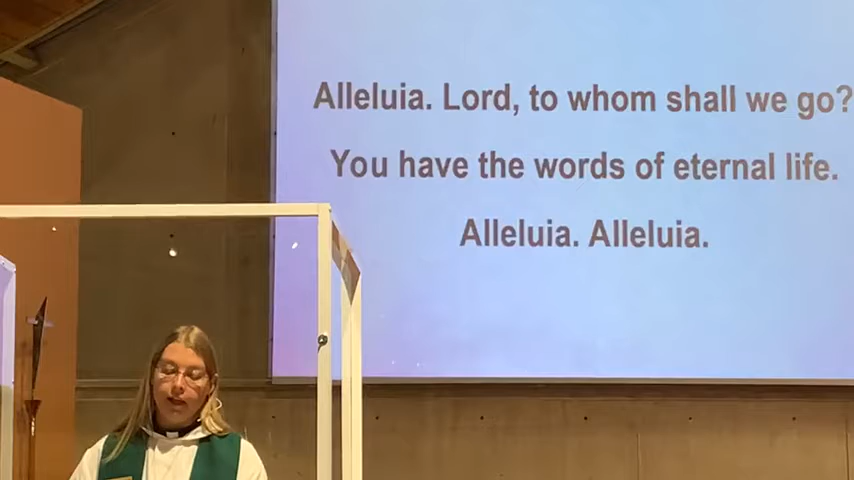 Alleluia. Lord, to whom shall we go?
You have the words of eternal life.
Alleluia. Alleluia.